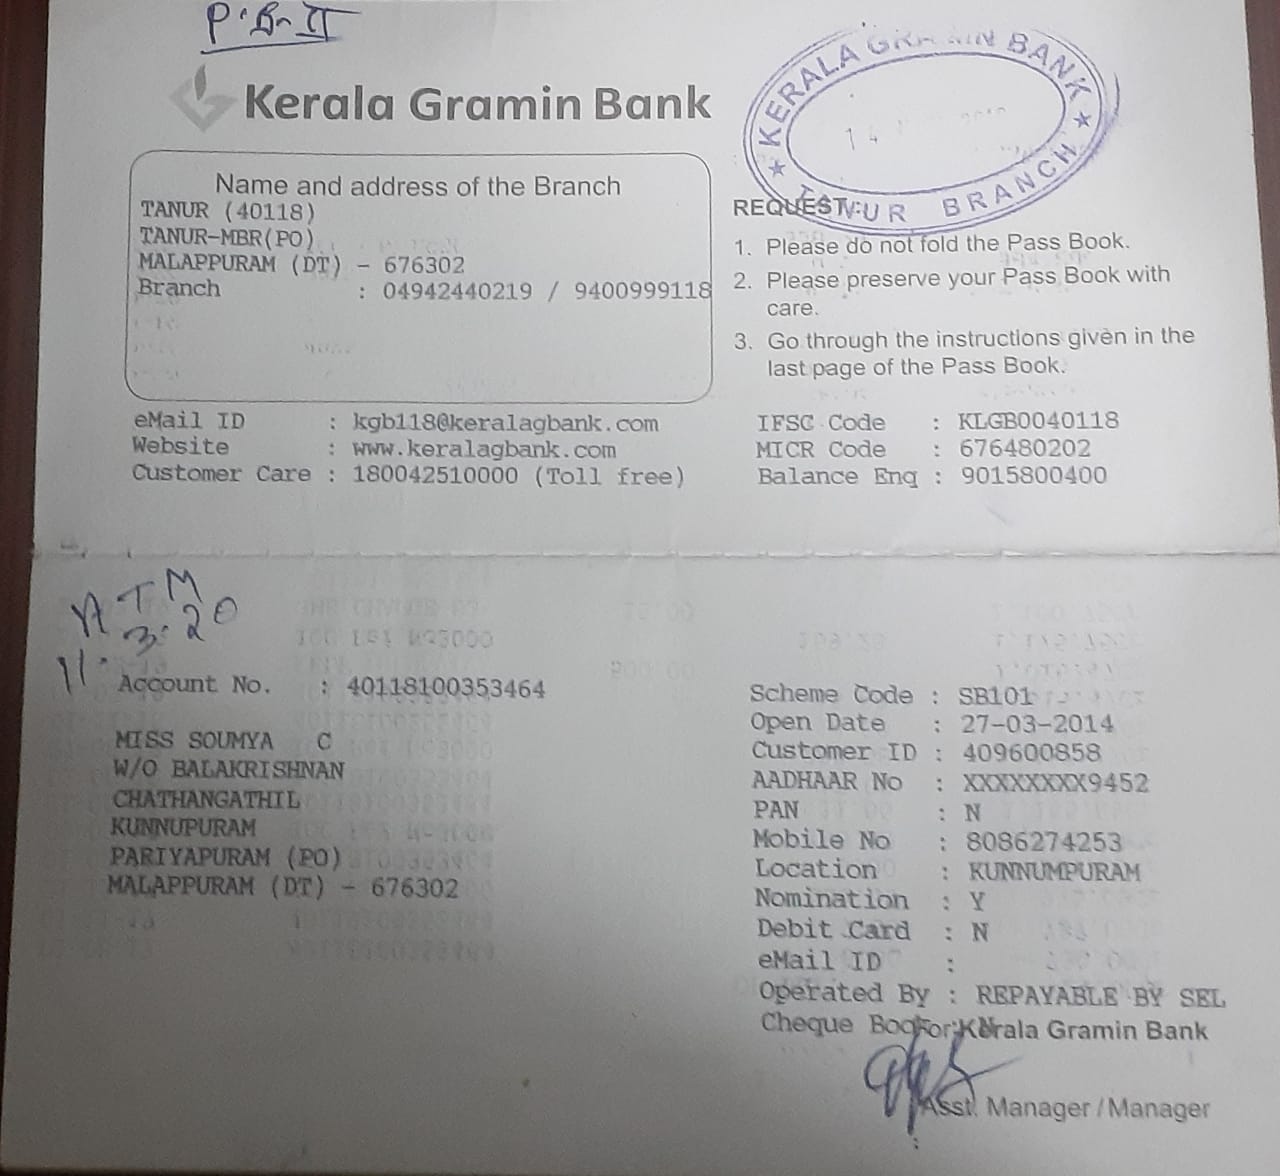 P.B-II
Kerala Gramin Bank
KERALA GRAMIN BANK
14
TANUR BRANCH
Name and address of the Branch
TANUR (40118)
TANUR-MBR(PO)
MALAPPURAM (DT) - 676302
Branch : 04942440219 / 9400999118
REQUEST:
1. Please do not fold the Pass Book.
2. Please preserve your Pass Book with
care.
3. Go through the instructions given in the
last page of the Pass Book.
eMail ID : kgb118@keralagbank.com
Website : www.keralagbank.com
Customer Care : 180042510000 (Toll free)
IFSC Code : KLGB0040118
MICR Code : 676480202
Balance Enq : 9015800400
ATM
11.3.20
Account No. : 40118100353464
MISS SOUMYA C
W/O BALAKRISHNAN
CHATHANGATHIL
KUNNUPURAM
PARIYAPURAM (PO)
MALAPPURAM (DT) - 676302
Scheme Code : SB101
Open Date : 27-03-2014
Customer ID : 409600858
AADHAAR No : XXXXXXXX9452
PAN : N
Mobile No : 8086274253
Location : KUNNUMPURAM
Nomination : Y
Debit Card : N
eMail ID :
Operated By : REPAYABLE BY SEL
Cheque Boo : N
For Kerala Gramin Bank
Asst. Manager / Manager